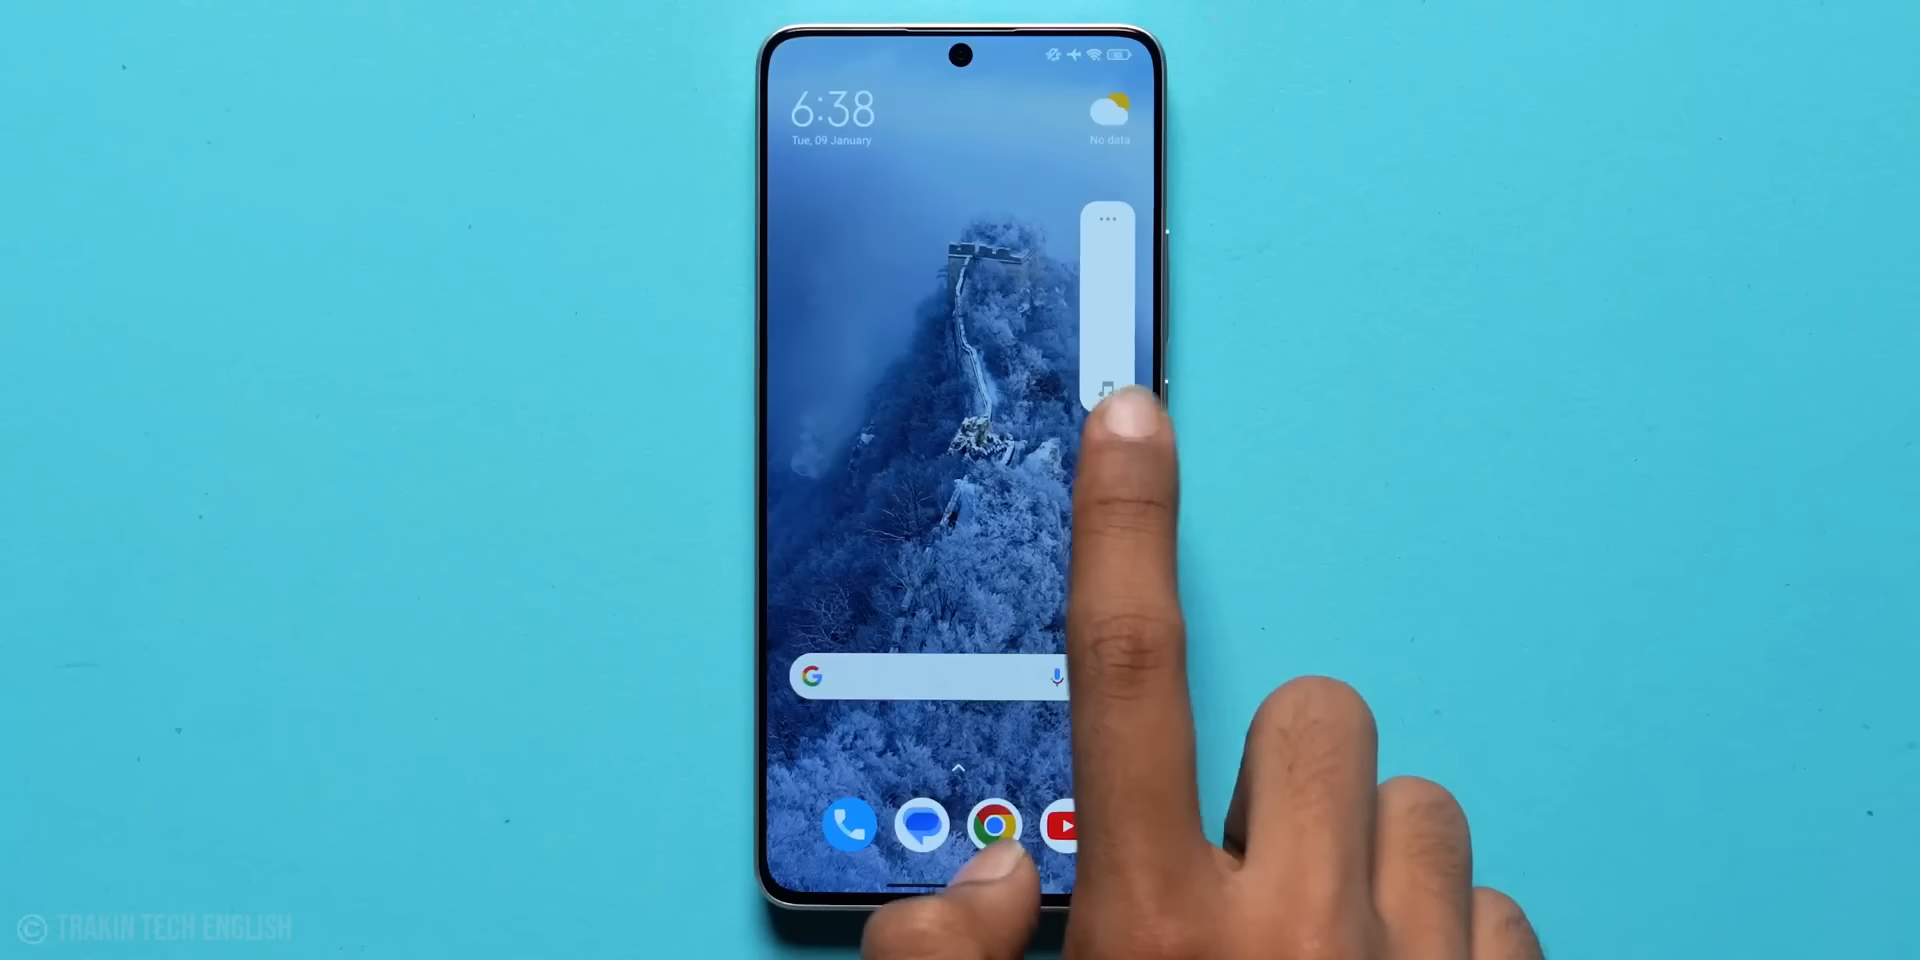 6:38
Tue, 09 January
No data
G
© TRAKIN TECH ENGLISH